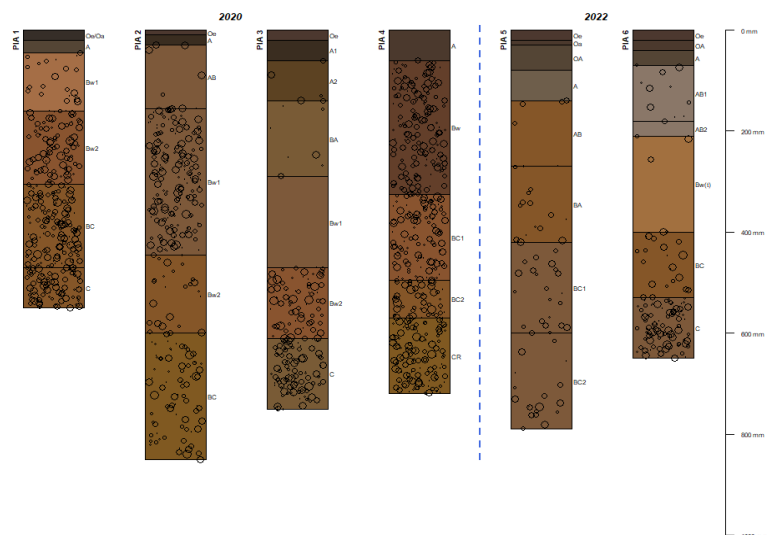 2020
2022
PIA 1
Oe/Oa
A
Bw1
Bw2
BC
C
PIA 2
Oe
A
AB
Bw1
Bw2
BC
PIA 3
Oe
A1
A2
BA
Bw1
Bw2
C
PIA 4
A
Bw
BC1
BC2
CR
PIA 5
Oe
Oa
OA
A
AB
BA
BC1
BC2
PIA 6
Oe
OA
A
AB1
AB2
Bw(t)
BC
C
0 mm
200 mm
400 mm
600 mm
800 mm